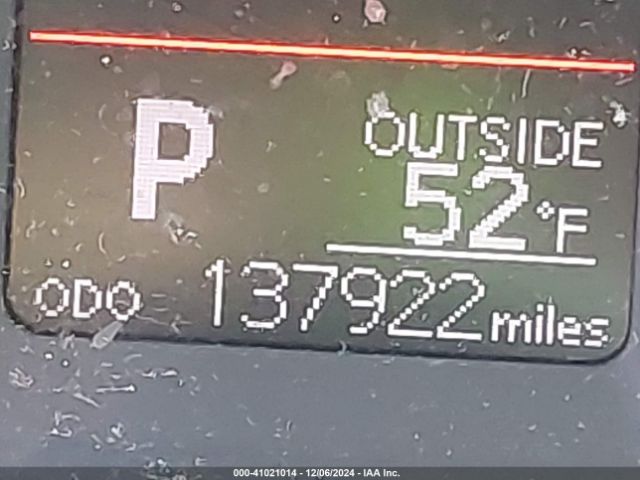 P
OUTSIDE
52°F
ODO 137922 miles
000-41021014 - 12/06/2024 - IAA Inc.